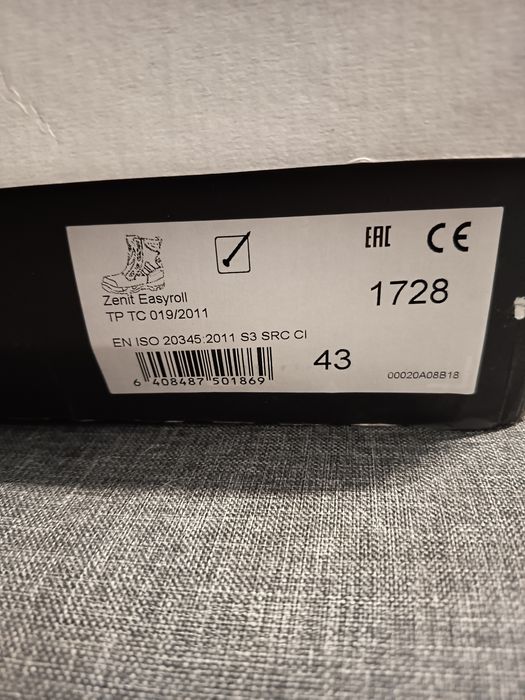 EAC CE
Zenit Easyroll
TP TC 019/2011
1728
EN ISO 20345:2011 S3 SRC CI
6 408487 501869
43
00020A08B18